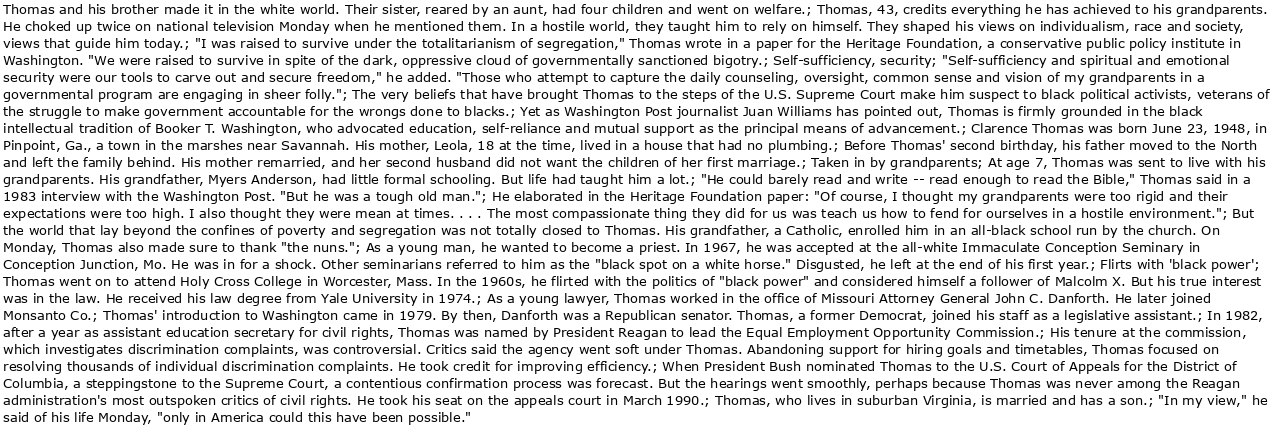 Thomas and his brother made it in the white world. Their sister, reared by an aunt, had four children and went on welfare.; Thomas, 43, credits everything he has achieved to his grandparents.
He choked up twice on national television Monday when he mentioned them. In a hostile world, they taught him to rely on himself. They shaped his views on individualism, race and society,
views that guide him today.; "I was raised to survive under the totalitarianism of segregation," Thomas wrote in a paper for the Heritage Foundation, a conservative public policy institute in
Washington. "We were raised to survive in spite of the dark, oppressive cloud of governmentally sanctioned bigotry.; Self-sufficiency, security; "Self-sufficiency and spiritual and emotional
security were our tools to carve out and secure freedom," he added. "Those who attempt to capture the daily counseling, oversight, common sense and vision of my grandparents in a
governmental program are engaging in sheer folly."; The very beliefs that have brought Thomas to the steps of the U.S. Supreme Court make him suspect to black political activists, veterans of
the struggle to make government accountable for the wrongs done to blacks.; Yet as Washington Post journalist Juan Williams has pointed out, Thomas is firmly grounded in the black
intellectual tradition of Booker T. Washington, who advocated education, self-reliance and mutual support as the principal means of advancement.; Clarence Thomas was born June 23, 1948, in
Pinpoint, Ga., a town in the marshes near Savannah. His mother, Leola, 18 at the time, lived in a house that had no plumbing.; Before Thomas' second birthday, his father moved to the North
and left the family behind. His mother remarried, and her second husband did not want the children of her first marriage.; Taken in by grandparents; At age 7, Thomas was sent to live with his
grandparents. His grandfather, Myers Anderson, had little formal schooling. But life had taught him a lot.; "He could barely read and write -- read enough to read the Bible," Thomas said in a
1983 interview with the Washington Post. "But he was a tough old man."; He elaborated in the Heritage Foundation paper: "Of course, I thought my grandparents were too rigid and their
expectations were too high. I also thought they were mean at times. . . . The most compassionate thing they did for us was teach us how to fend for ourselves in a hostile environment."; But
the world that lay beyond the confines of poverty and segregation was not totally closed to Thomas. His grandfather, a Catholic, enrolled him in an all-black school run by the church. On
Monday, Thomas also made sure to thank "the nuns."; As a young man, he wanted to become a priest. In 1967, he was accepted at the all-white Immaculate Conception Seminary in
Conception Junction, Mo. He was in for a shock. Other seminarians referred to him as the "black spot on a white horse." Disgusted, he left at the end of his first year.; Flirts with 'black power';
Thomas went on to attend Holy Cross College in Worcester, Mass. In the 1960s, he flirted with the politics of "black power" and considered himself a follower of Malcolm X. But his true interest
was in the law. He received his law degree from Yale University in 1974.; As a young lawyer, Thomas worked in the office of Missouri Attorney General John C. Danforth. He later joined
Monsanto Co.; Thomas' introduction to Washington came in 1979. By then, Danforth was a Republican senator. Thomas, a former Democrat, joined his staff as a legislative assistant.; In 1982,
after a year as assistant education secretary for civil rights, Thomas was named by President Reagan to lead the Equal Employment Opportunity Commission.; His tenure at the commission,
which investigates discrimination complaints, was controversial. Critics said the agency went soft under Thomas. Abandoning support for hiring goals and timetables, Thomas focused on
resolving thousands of individual discrimination complaints. He took credit for improving efficiency.; When President Bush nominated Thomas to the U.S. Court of Appeals for the District of
Columbia, a steppingstone to the Supreme Court, a contentious confirmation process was forecast. But the hearings went smoothly, perhaps because Thomas was never among the Reagan
administration's most outspoken critics of civil rights. He took his seat on the appeals court in March 1990.; Thomas, who lives in suburban Virginia, is married and has a son.; "In my view," he
said of his life Monday, "only in America could this have been possible."